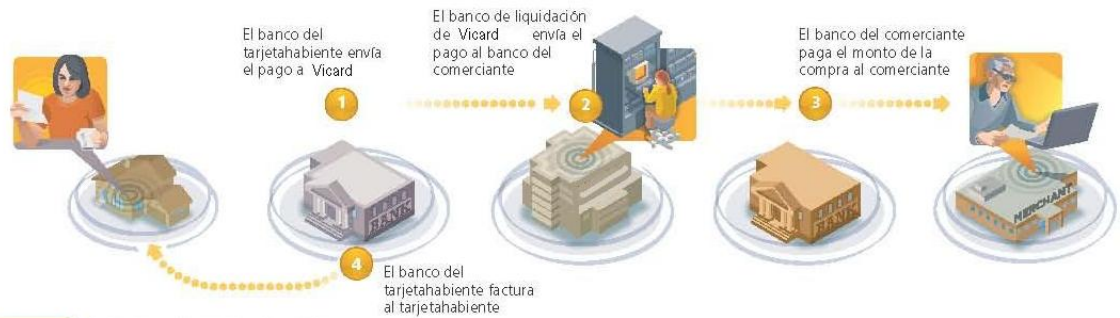 El banco del
tarjetahabiente envía
el pago a Vicard
1
El banco de liquidación
de Vicard envía el
pago al banco del
comerciante
2
El banco del comerciante
paga el monto de la
compra al comerciante
3
BANK
BANK
MERCHANT
4
El banco del
tarjetahabiente factura
al tarjetahabiente